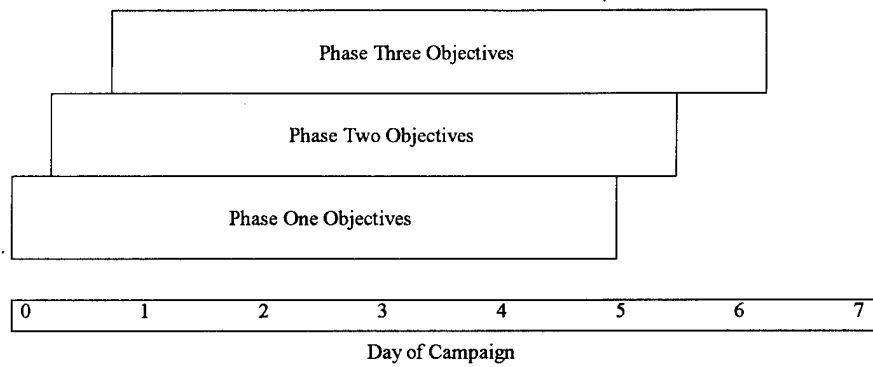 Phase Three Objectives
Phase Two Objectives
Phase One Objectives
0 1 2 3 4 5 6 7
Day of Campaign